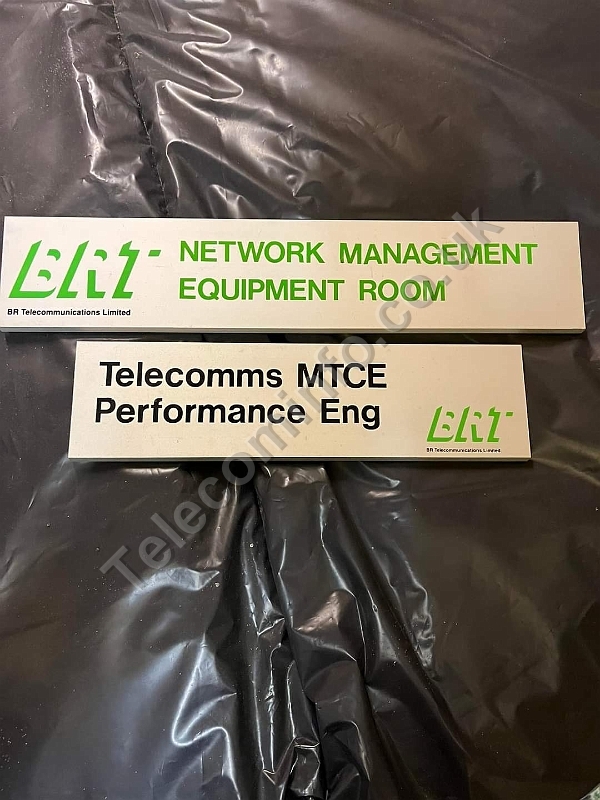 BRT
BR Telecommunications Limited
NETWORK MANAGEMENT
EQUIPMENT ROOM
Telecomms MTCE
Performance Eng
BRT
BR Telecommunications Limited
Telecominfo.co.uk